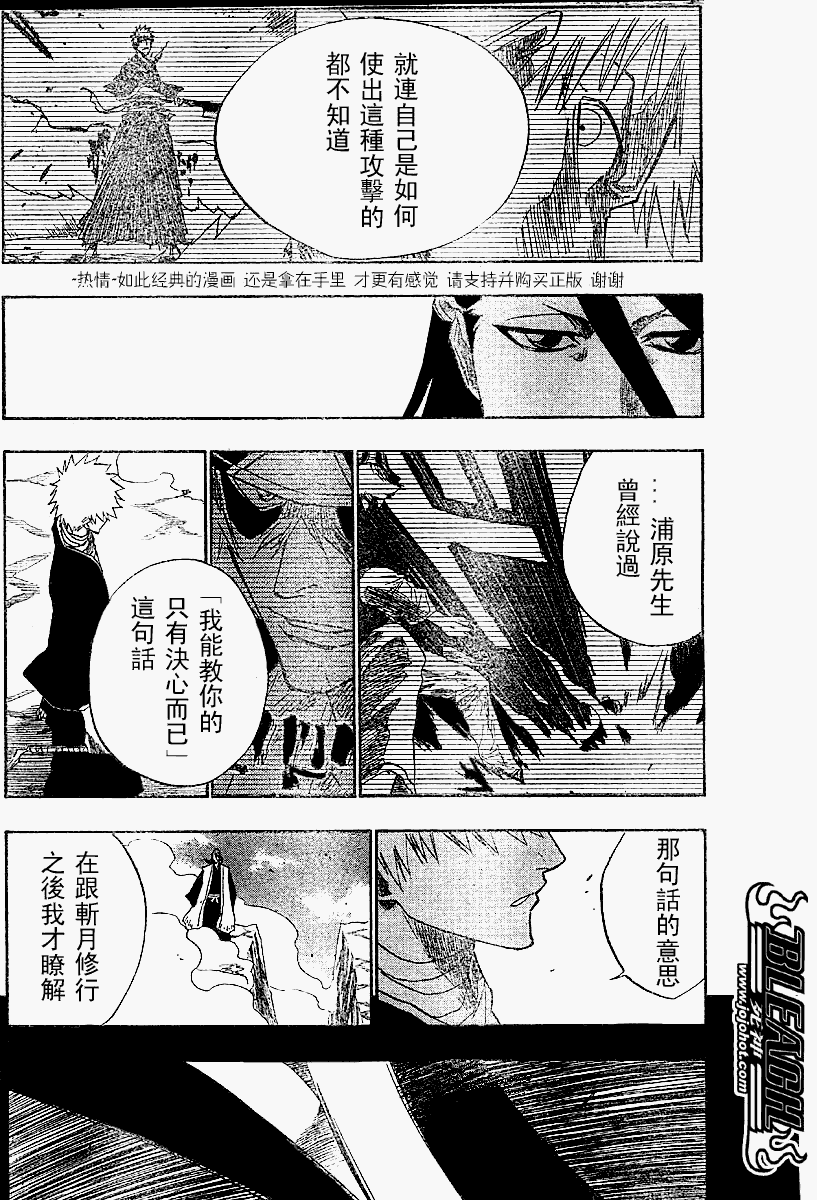 就連自己是如何
使出這種攻擊的
都不知道
-热情-如此经典的漫画 还是拿在手里 才更有感觉 请支持并购买正版 谢谢
…浦原先生
曾經說過
「我能教你的
只有決心而已」
這句話
那句話的意思
在跟斬月修行
之後我才瞭解
BLEACH
死神
www.jojohot.com